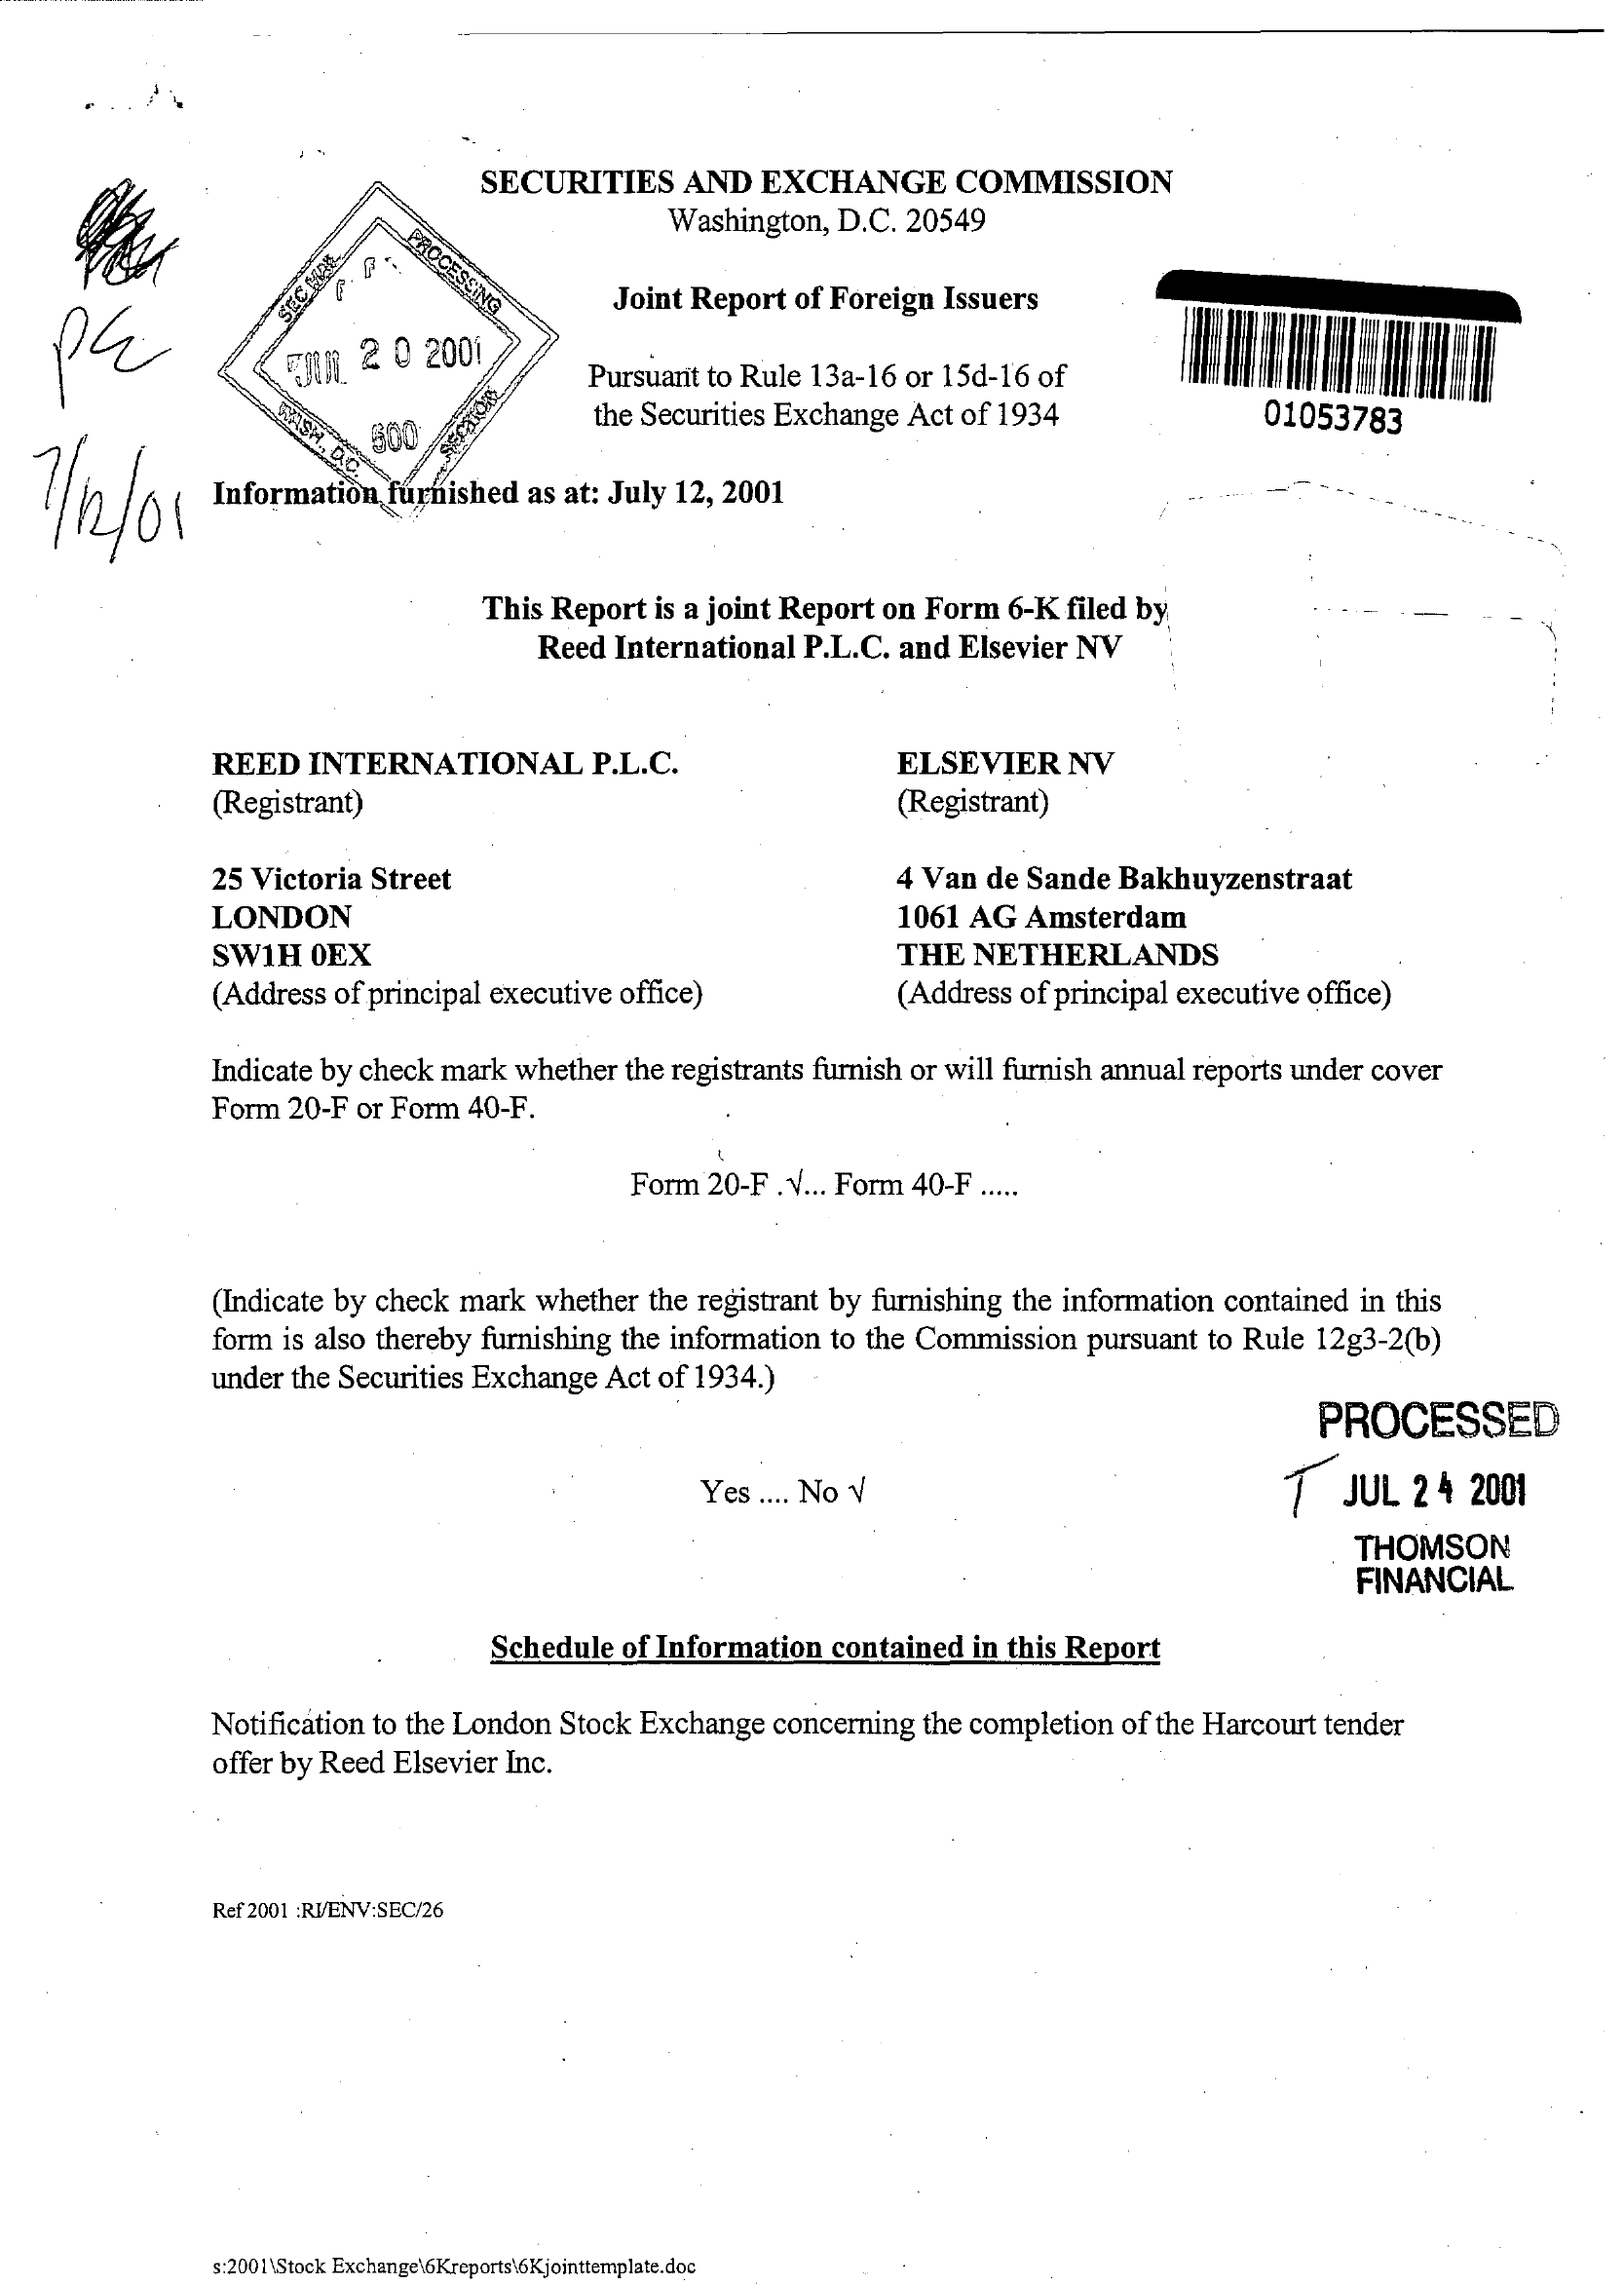 SECURITIES AND EXCHANGE COMMISSION
Washington, D.C. 20549
Joint Report of Foreign Issuers
Pursuant to Rule 13a-16 or 15d-16 of
the Securities Exchange Act of 1934
SEC MAIL
PROCESSING
JUL 20 2001
WASH., D.C.
500
SECTION
01053783
PE
7/12/01
Information furnished as at: July 12, 2001
This Report is a joint Report on Form 6-K filed by
Reed International P.L.C. and Elsevier NV
REED INTERNATIONAL P.L.C.
(Registrant)
25 Victoria Street
LONDON
SW1H 0EX
(Address of principal executive office)
ELSEVIER NV
(Registrant)
4 Van de Sande Bakhuyzenstraat
1061 AG Amsterdam
THE NETHERLANDS
(Address of principal executive office)
Indicate by check mark whether the registrants furnish or will furnish annual reports under cover
Form 20-F or Form 40-F.
Form 20-F .√... Form 40-F .....
(Indicate by check mark whether the registrant by furnishing the information contained in this
form is also thereby furnishing the information to the Commission pursuant to Rule 12g3-2(b)
under the Securities Exchange Act of 1934.)
Yes .... No √
PROCESSED
JUL 24 2001
THOMSON
FINANCIAL
Schedule of Information contained in this Report
Notification to the London Stock Exchange concerning the completion of the Harcourt tender
offer by Reed Elsevier Inc.
Ref 2001 :RI/ENV:SEC/26
s:2001\Stock Exchange\6Kreports\6Kjointtemplate.doc